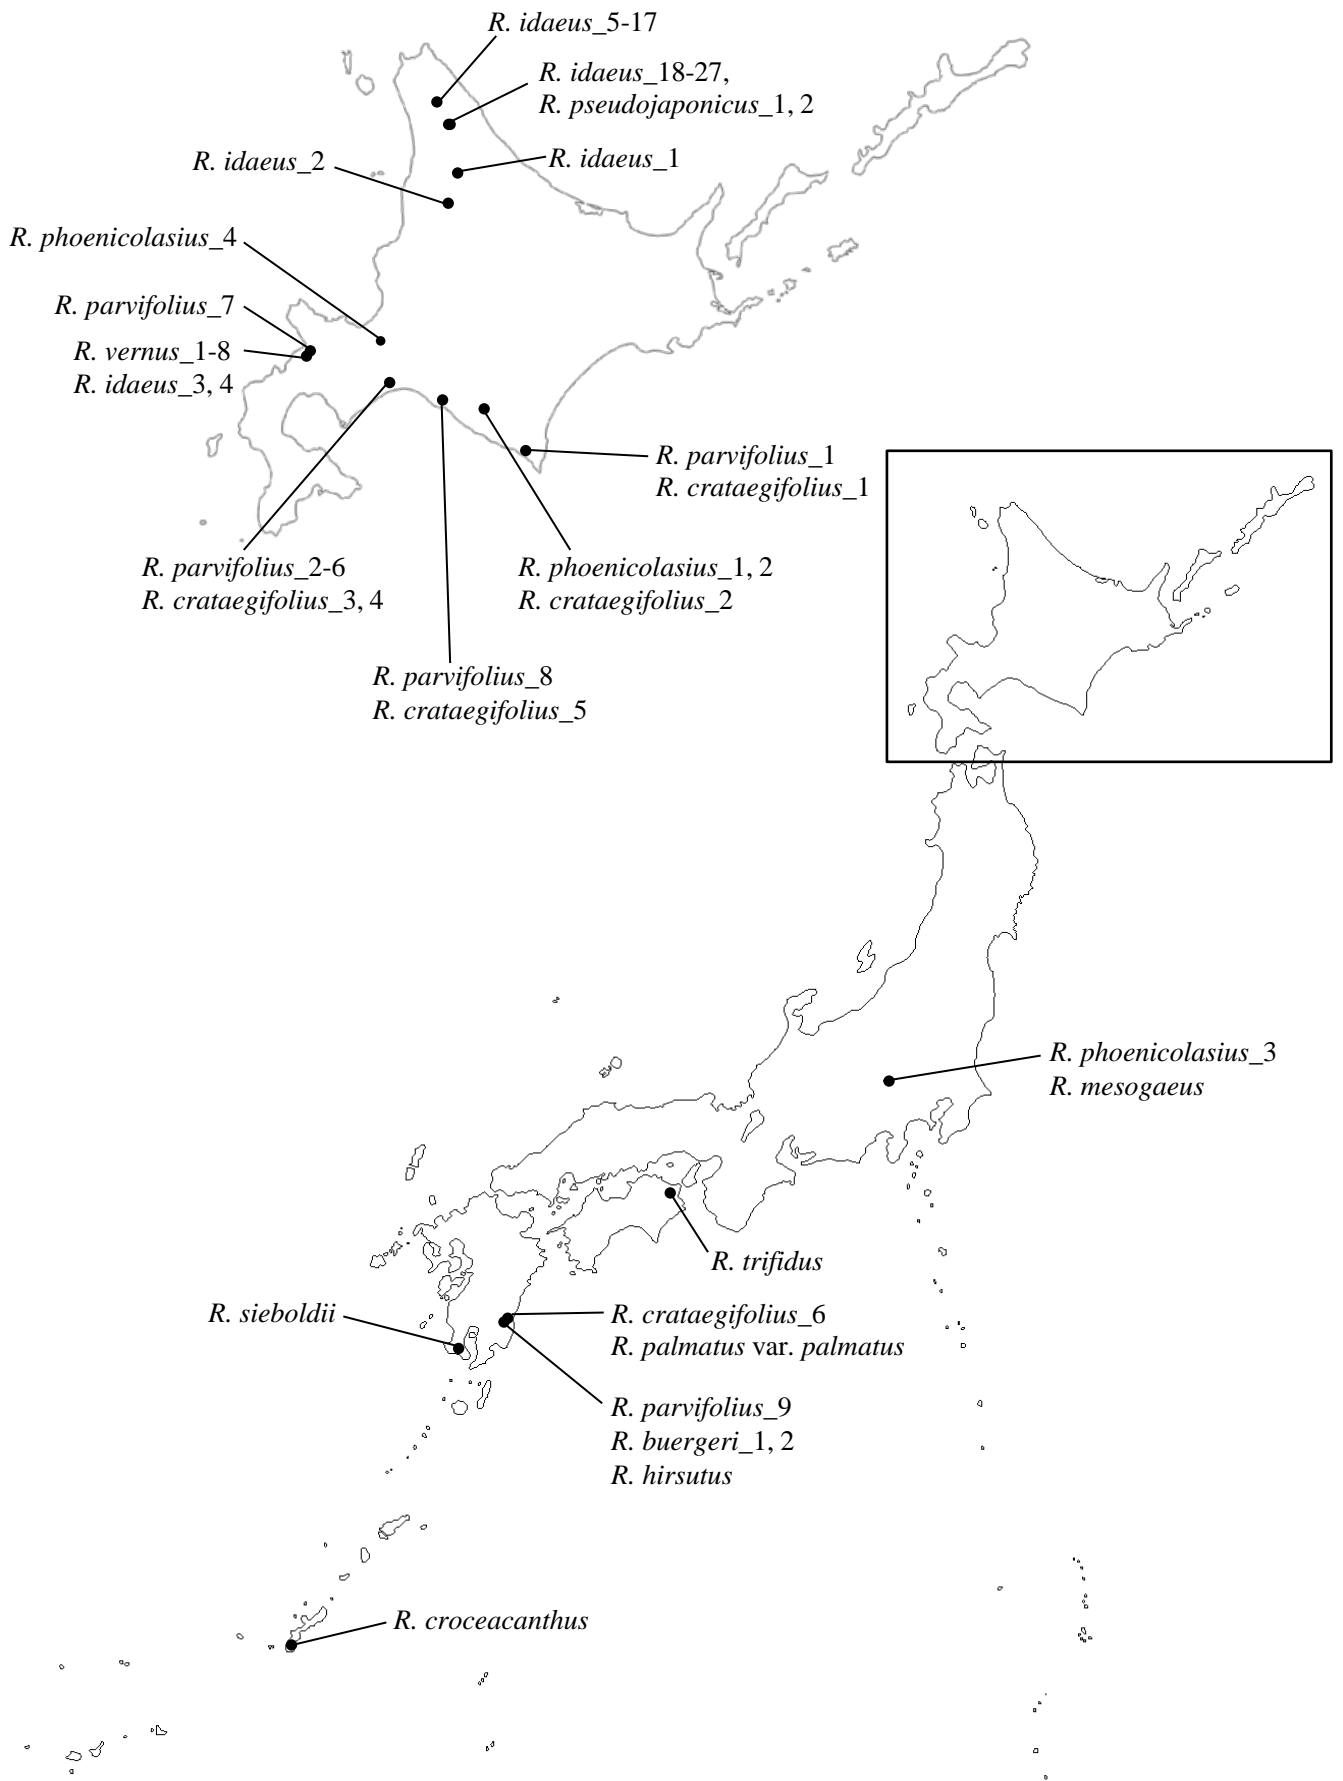 R. idaeus_5-17
R. idaeus_18-27,
R. pseudojaponicus_1, 2
R. idaeus_1
R. idaeus_2
R. phoenicolasius_4
R. parvifolius_7
R. vernus_1-8
R. idaeus_3, 4
R. parvifolius_1
R. crataegifolius_1
R. parvifolius_2-6
R. crataegifolius_3, 4
R. phoenicolasius_1, 2
R. crataegifolius_2
R. parvifolius_8
R. crataegifolius_5
R. phoenicolasius_3
R. mesogaeus
R. trifidus
R. sieboldii
R. crataegifolius_6
R. palmatus var. palmatus
R. parvifolius_9
R. buergeri_1, 2
R. hirsutus
R. croceacanthus